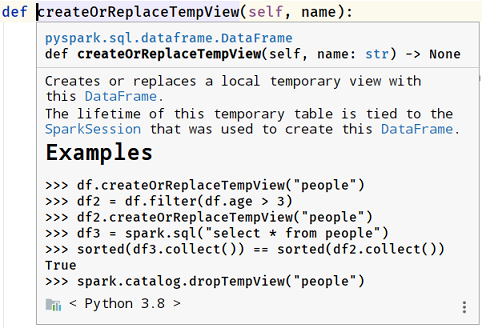 def createOrReplaceTempView(self, name):
pyspark.sql.dataframe.DataFrame
def createOrReplaceTempView(self, name: str) -> None
Creates or replaces a local temporary view with
this DataFrame.
The lifetime of this temporary table is tied to the
SparkSession that was used to create this DataFrame.
Examples
>>> df.createOrReplaceTempView("people")
>>> df2 = df.filter(df.age > 3)
>>> df2.createOrReplaceTempView("people")
>>> df3 = spark.sql("select * from people")
>>> sorted(df3.collect()) == sorted(df2.collect())
True
>>> spark.catalog.dropTempView("people")
< Python 3.8 >